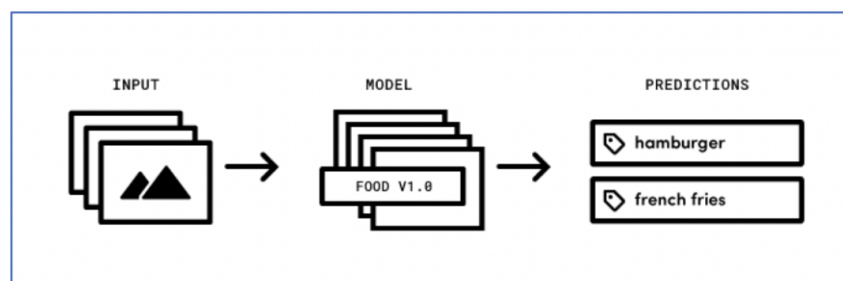 INPUT
MODEL
PREDICTIONS
FOOD V1.0
hamburger
french fries